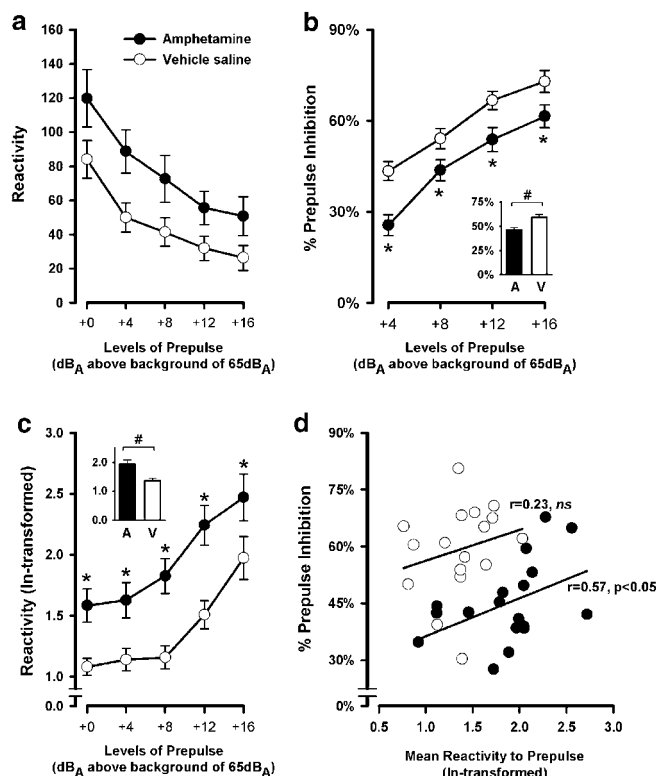 a
160
140
120
100
80
60
40
20
0
Reactivity
Amphetamine
Vehicle saline
+0 +4 +8 +12 +16
Levels of Prepulse
(dBA above background of 65dBA)
b
90%
60%
30%
0%
% Prepulse Inhibition
* * * *
75%
50%
25%
0%
#
A V
+4 +8 +12 +16
Levels of Prepulse
(dBA above background of 65dBA)
c
3.0
2.5
2.0
1.5
1.0
0.0
Reactivity (ln-transformed)
#
2.0
1.0
0.0
A V
* * * * *
+0 +4 +8 +12 +16
Levels of Prepulse
(dBA above background of 65dBA)
d
90%
75%
60%
45%
30%
0%
% Prepulse Inhibition
r=0.23, ns
r=0.57, p<0.05
0.5 1.0 1.5 2.0 2.5 3.0
Mean Reactivity to Prepulse
(ln-transformed)